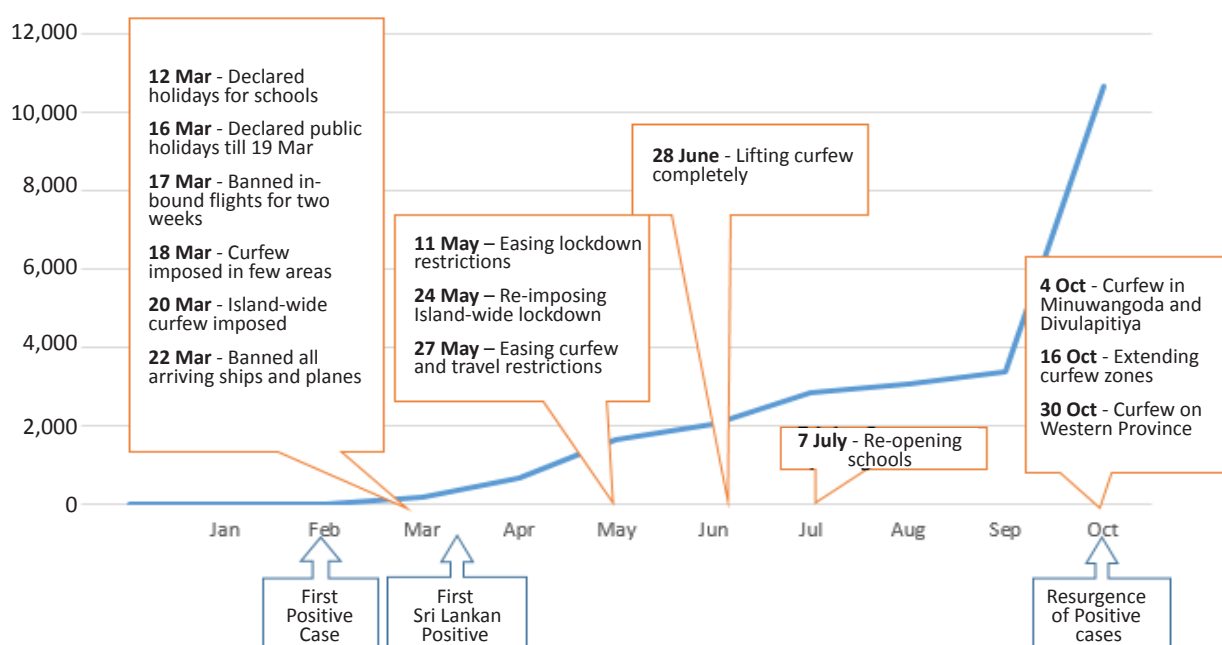 12,000
10,000
8,000
6,000
4,000
2,000
0
12 Mar - Declared
holidays for schools
16 Mar - Declared public
holidays till 19 Mar
17 Mar - Banned in-
bound flights for two
weeks
18 Mar - Curfew
imposed in few areas
20 Mar - Island-wide
curfew imposed
22 Mar - Banned all
arriving ships and planes
11 May – Easing lockdown
restrictions
24 May – Re-imposing
Island-wide lockdown
27 May – Easing curfew
and travel restrictions
28 June - Lifting curfew
completely
7 July - Re-opening
schools
4 Oct - Curfew in
Minuwangoda and
Divulapitiya
16 Oct - Extending
curfew zones
30 Oct - Curfew on
Western Province
Jan Feb Mar Apr May Jun Jul Aug Sep Oct
First
Positive
Case
First
Sri Lankan
Positive
Resurgence
of Positive
cases